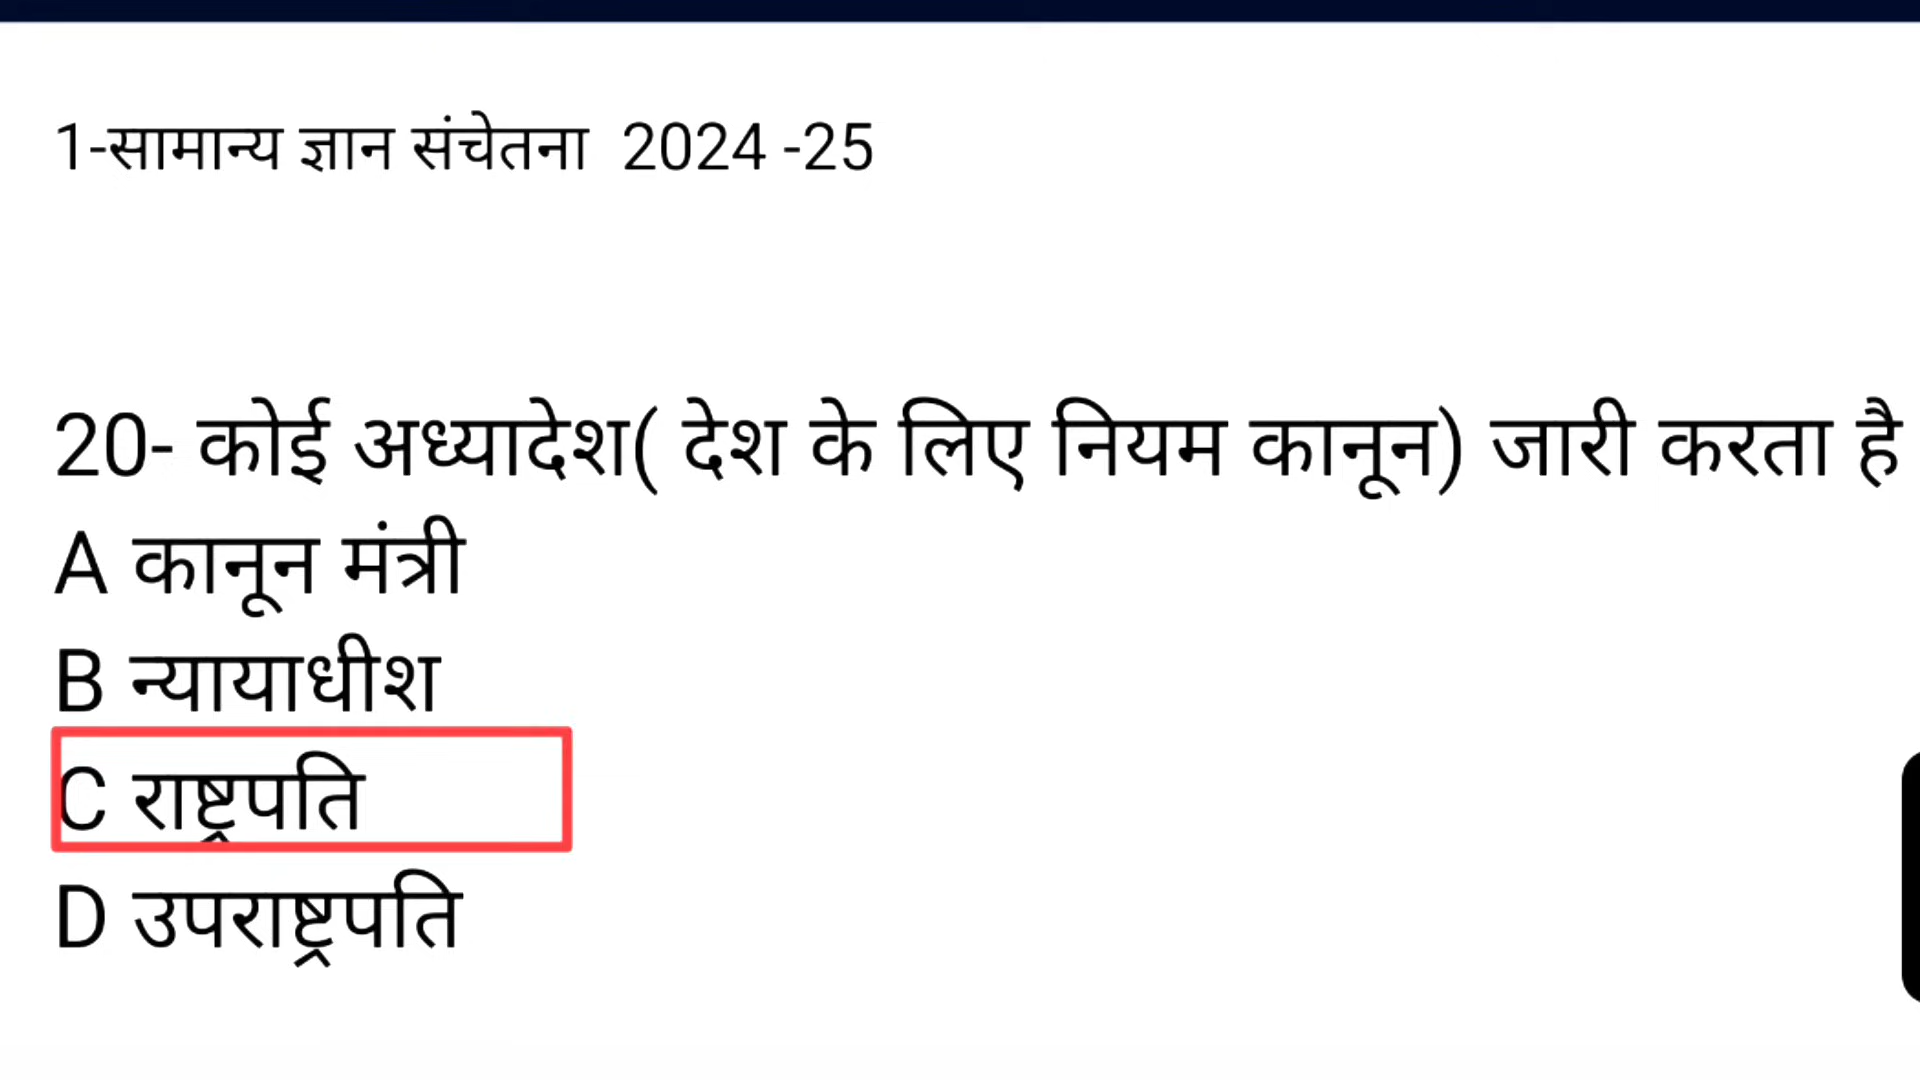 1-सामान्य ज्ञान संचेतना 2024 -25
20- कोई अध्यादेश( देश के लिए नियम कानून) जारी करता है
A कानून मंत्री
B न्यायाधीश
C राष्ट्रपति
D उपराष्ट्रपति